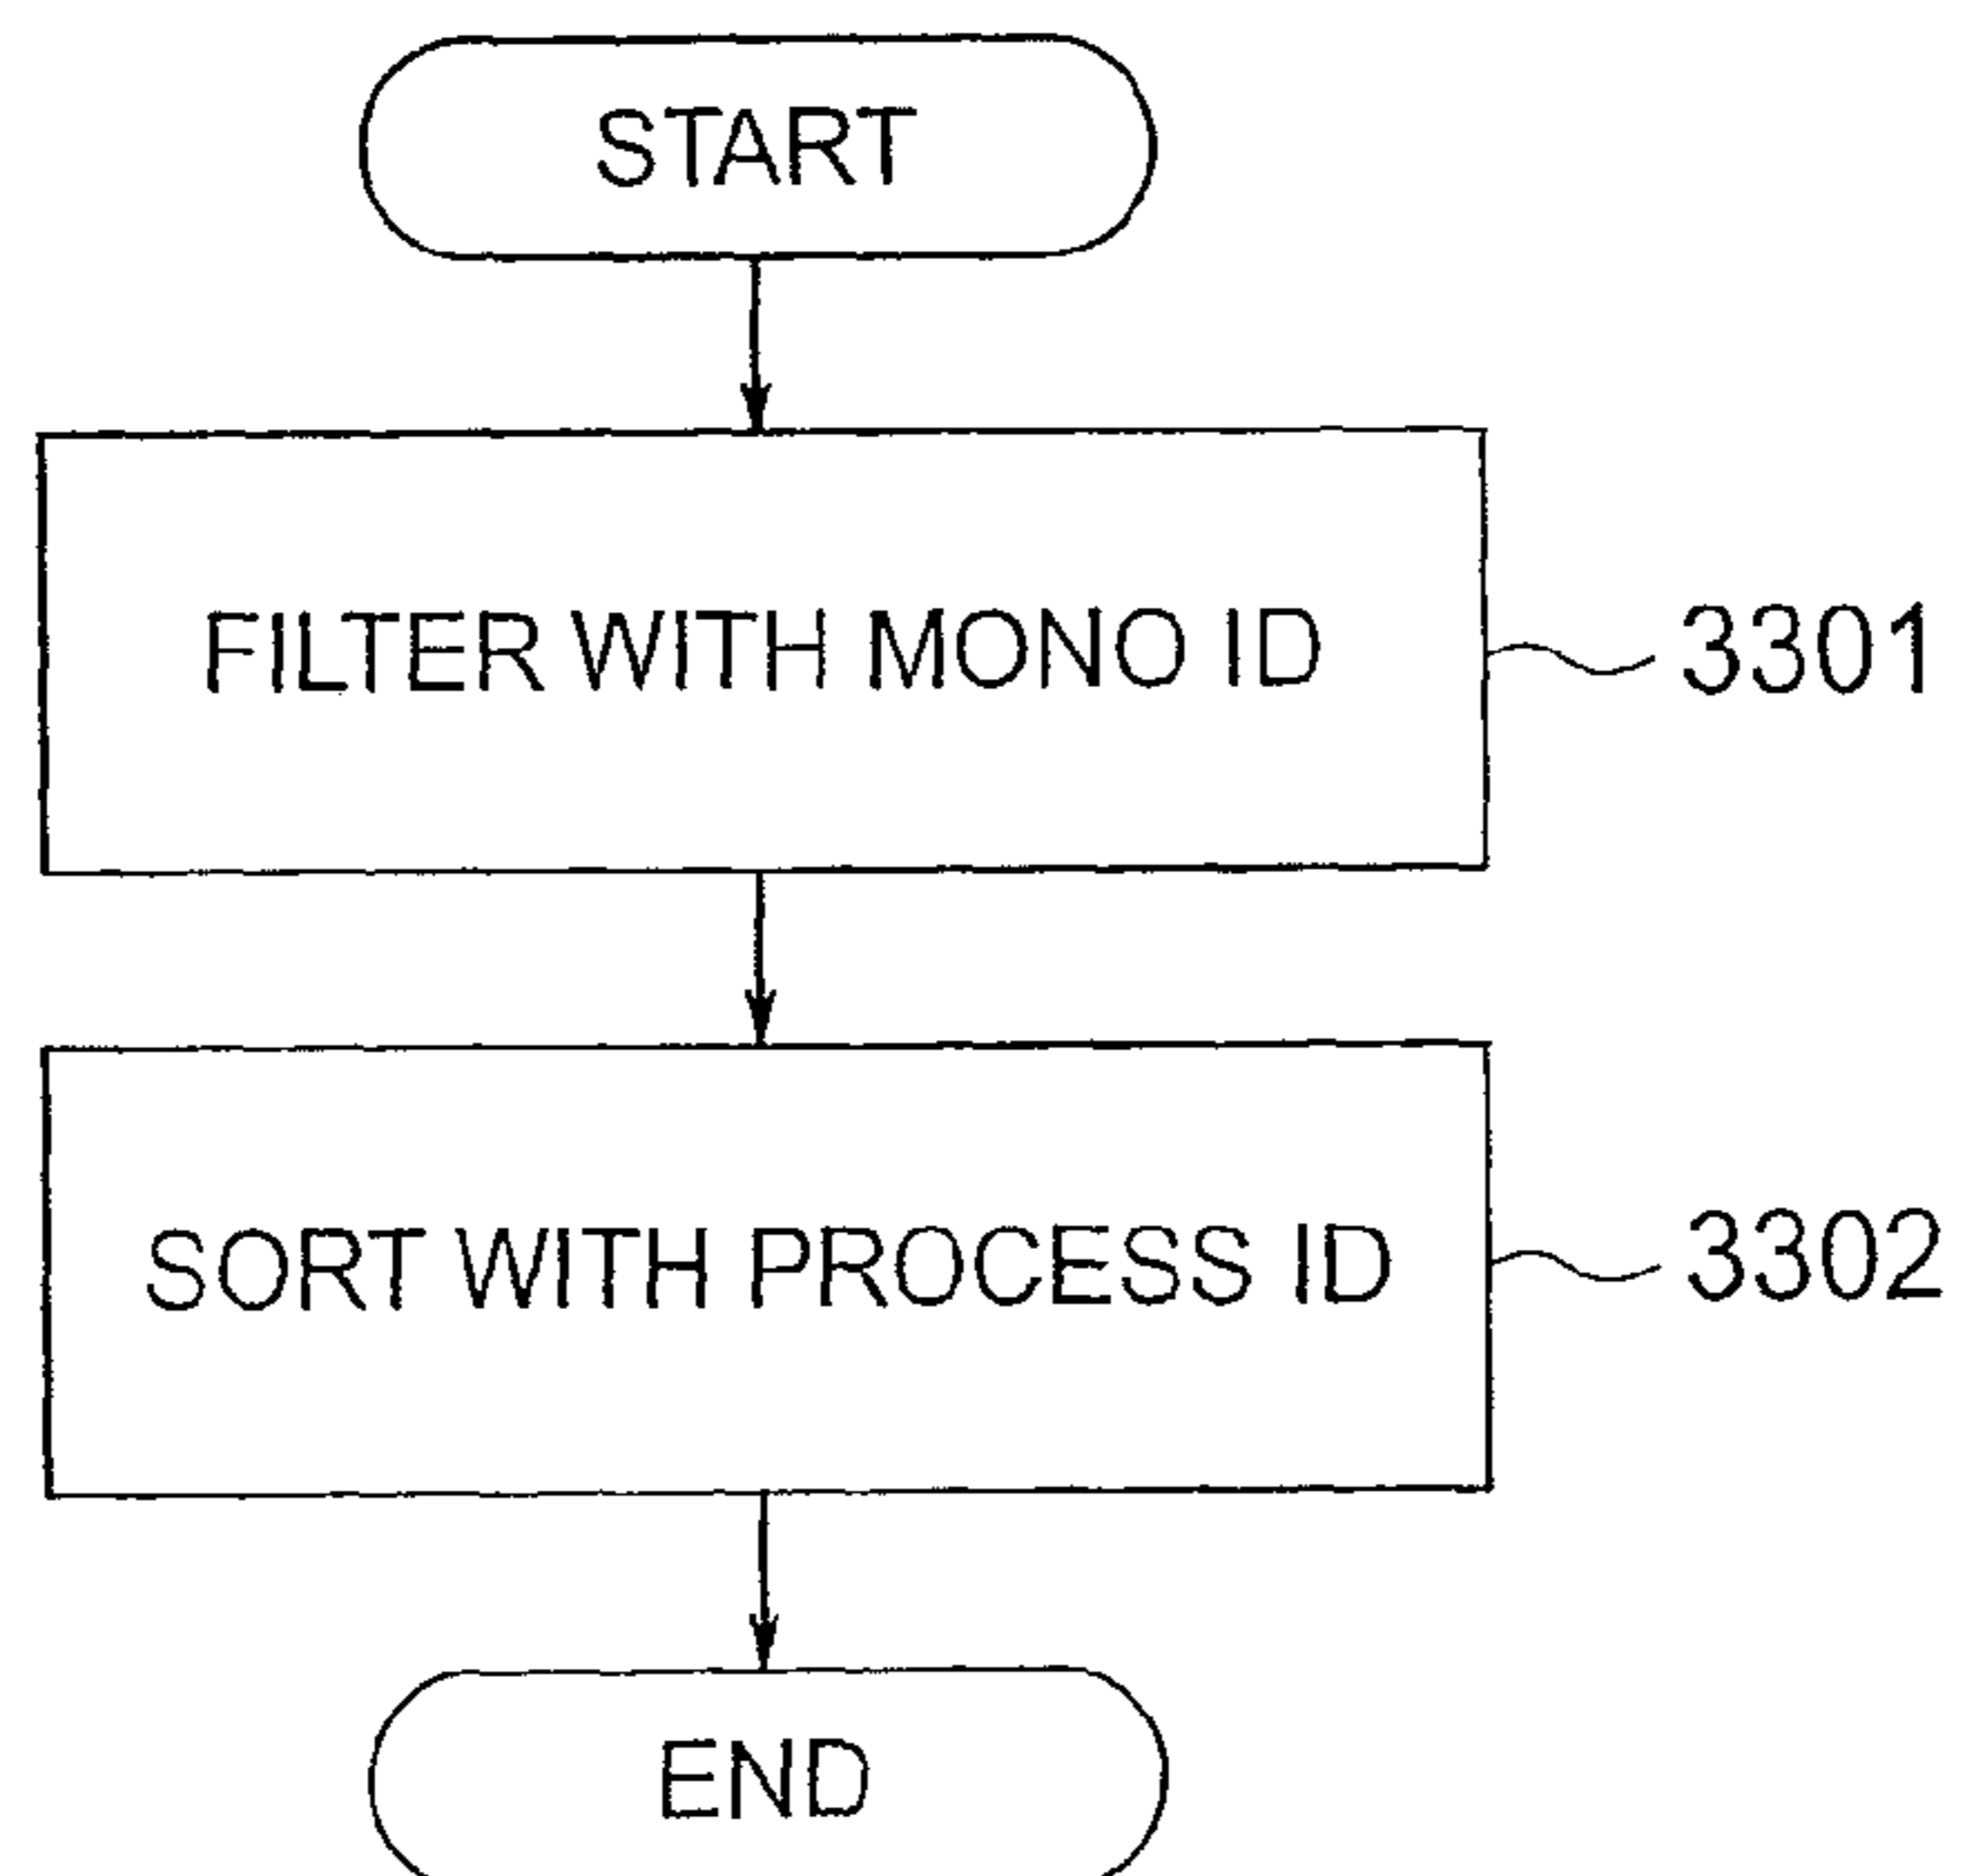 START
FILTER WITH MONO ID
3301
SORT WITH PROCESS ID
3302
END